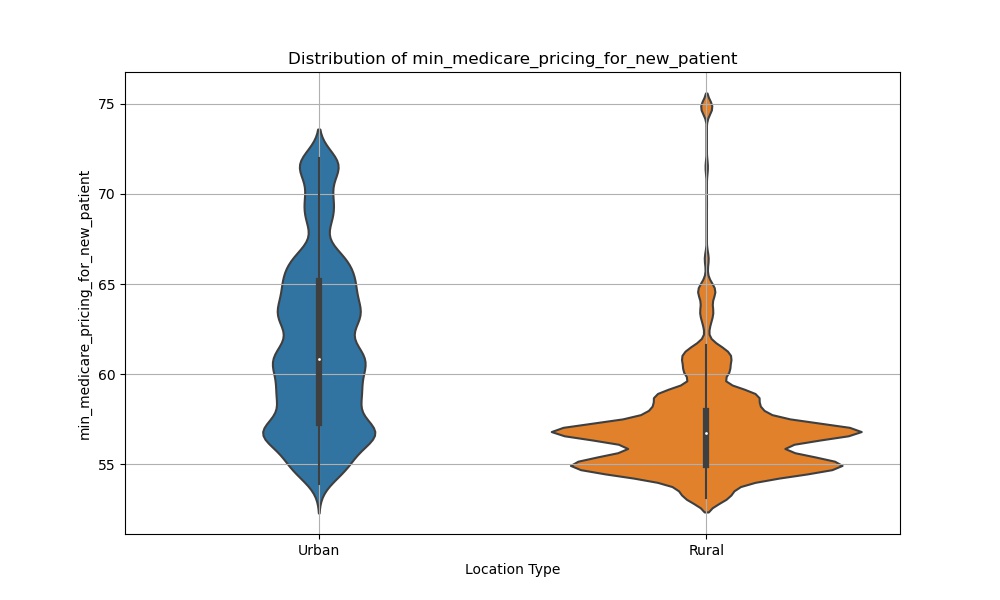 Distribution of min_medicare_pricing_for_new_patient
min_medicare_pricing_for_new_patient
75
70
65
60
55
Urban
Rural
Location Type